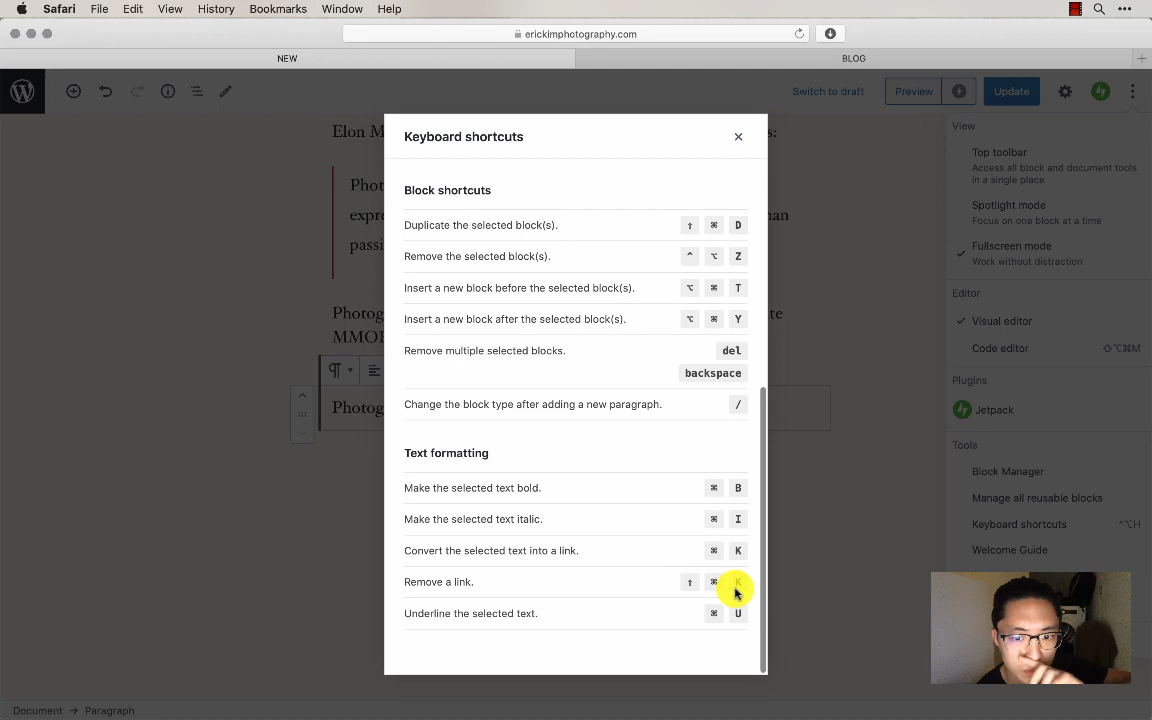 Safari File Edit View History Bookmarks Window Help
erickimphotography.com
NEW
BLOG
Switch to draft
Preview
Update
Elon M
s:
Phot
expre
an
passi
Photog
te
MMOR
Photog
Keyboard shortcuts
Block shortcuts
Duplicate the selected block(s). ⇧ ⌘ D
Remove the selected block(s). ^ ⌥ Z
Insert a new block before the selected block(s). ⌥ ⌘ T
Insert a new block after the selected block(s). ⌥ ⌘ Y
Remove multiple selected blocks. del
backspace
Change the block type after adding a new paragraph. /
Text formatting
Make the selected text bold. ⌘ B
Make the selected text italic. ⌘ I
Convert the selected text into a link. ⌘ K
Remove a link. ⇧ ⌘ K
Underline the selected text. ⌘ U
View
Top toolbar
Access all block and document tools
in a single place
Spotlight mode
Focus on one block at a time
Fullscreen mode
Work without distraction
Editor
Visual editor
Code editor ⇧⌥⌘M
Plugins
Jetpack
Tools
Block Manager
Manage all reusable blocks
Keyboard shortcuts ^⌥H
Welcome Guide
Document → Paragraph